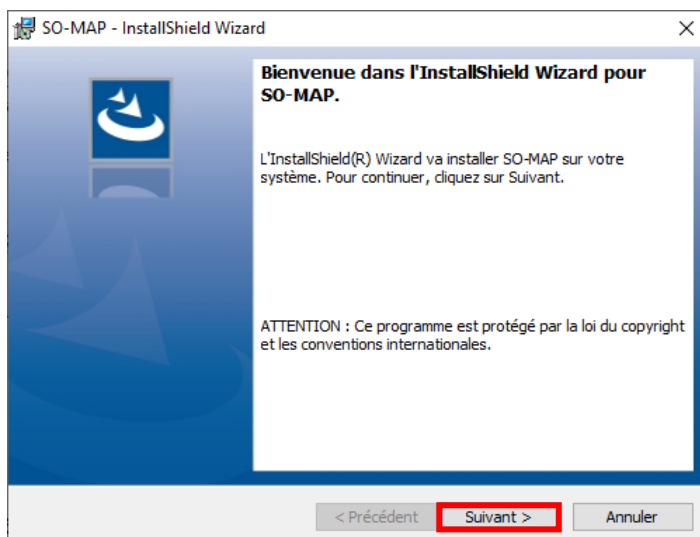 SO-MAP - InstallShield Wizard
Bienvenue dans l'InstallShield Wizard pour
SO-MAP.
L'InstallShield(R) Wizard va installer SO-MAP sur votre
système. Pour continuer, cliquez sur Suivant.
ATTENTION : Ce programme est protégé par la loi du copyright
et les conventions internationales.
< Précédent Suivant > Annuler